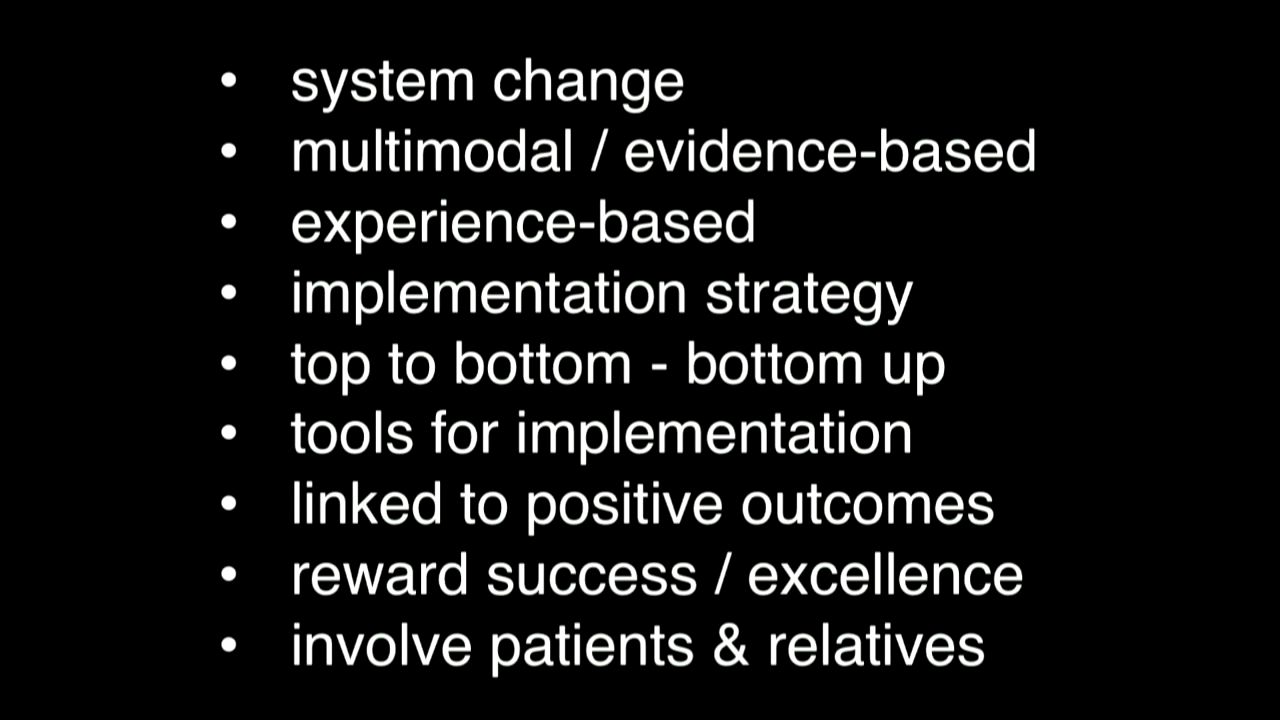 • system change
• multimodal / evidence-based
• experience-based
• implementation strategy
• top to bottom - bottom up
• tools for implementation
• linked to positive outcomes
• reward success / excellence
• involve patients & relatives